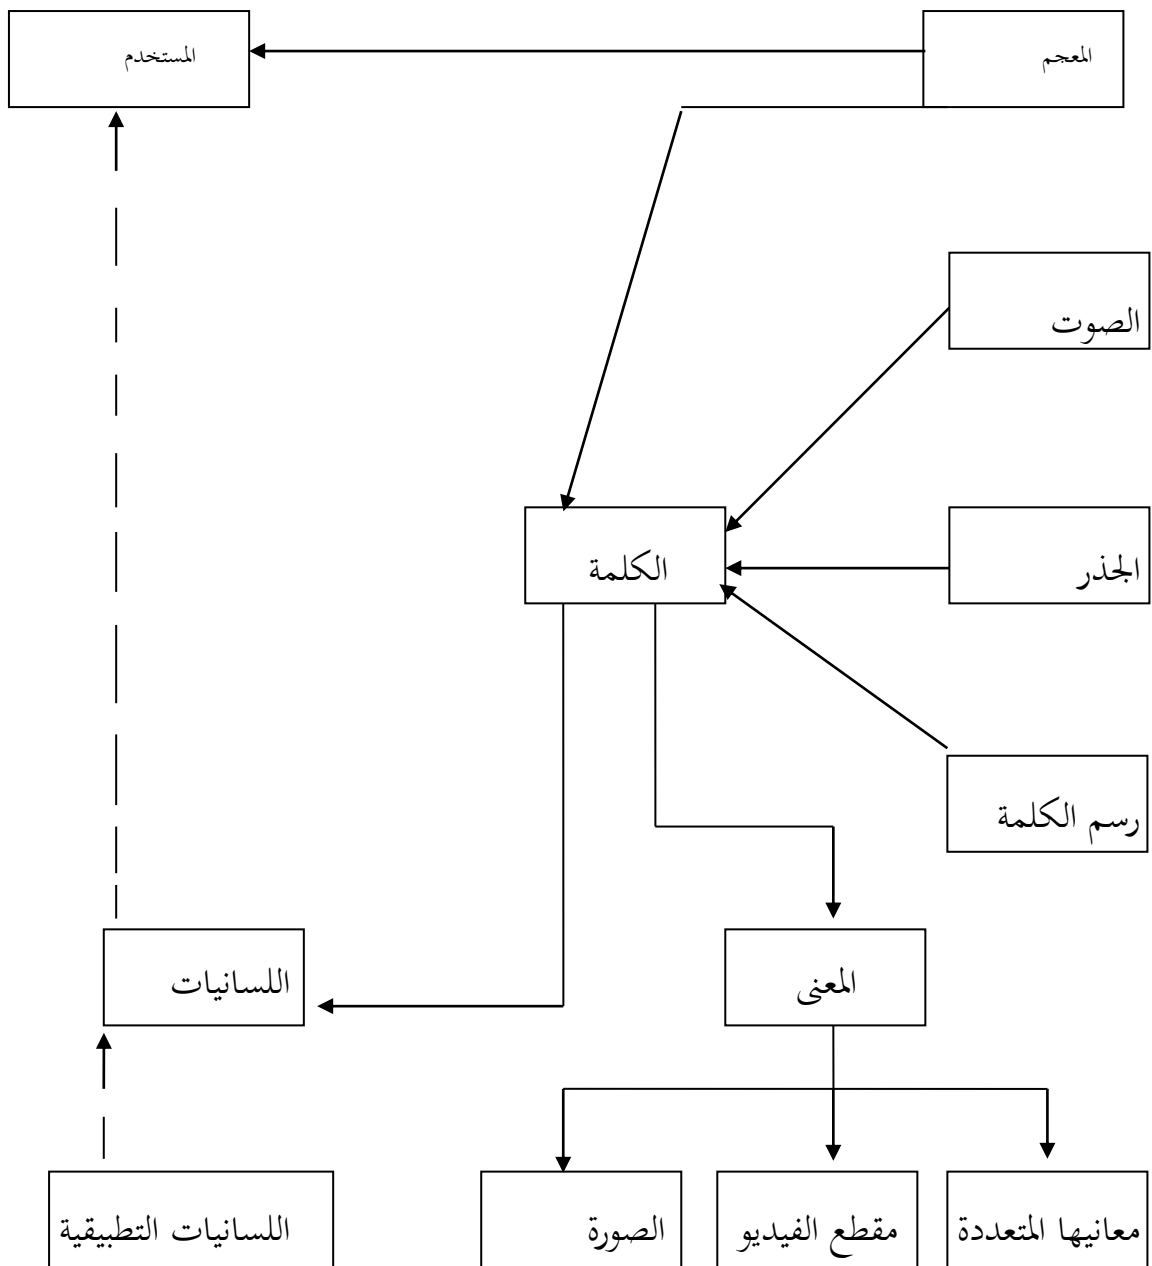 المعجم
المستخدم
الصوت
الجذر
الكلمة
رسم الكلمة
المعنى
اللسانيات
معانيها المتعددة
مقطع الفيديو
الصورة
اللسانيات التطبيقية